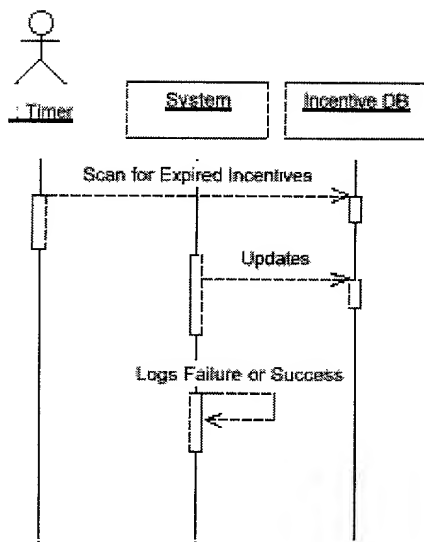 : Timer
System
Incentive DB
Scan for Expired Incentives
Updates
Logs Failure or Success